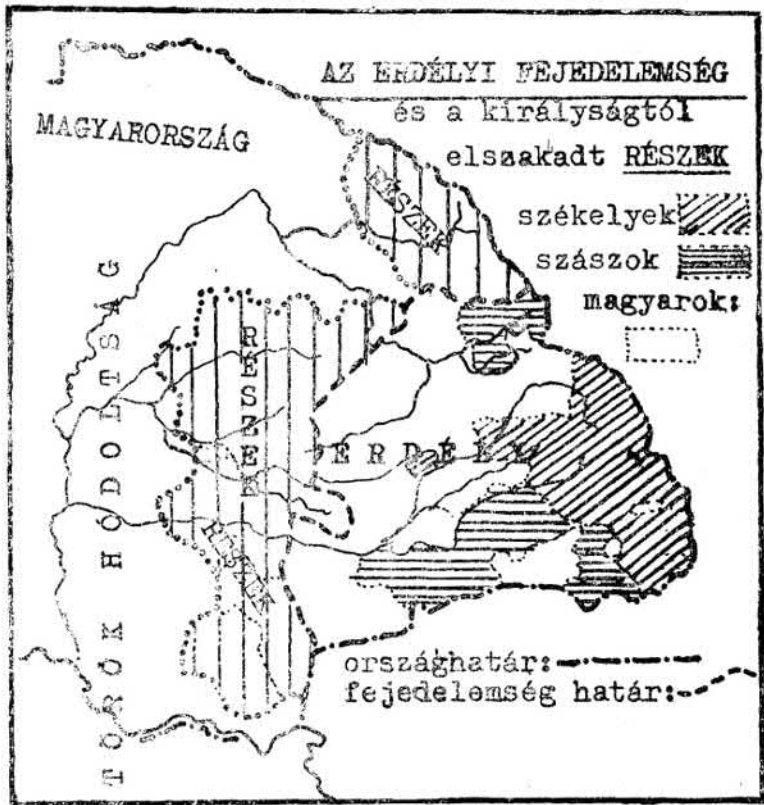 AZ ERDÉLYI FEJEDELEMSÉG
és a királyságtól
elszakadt RÉSZEK
MAGYARORSZÁG
RÉSZEK
székelyek
szászok
magyarok:
TÖRÖK HÓDOLTSÁG
RÉSZEK
ERDÉLY
RÉSZEK
országhatár:
fejedelemség határ: